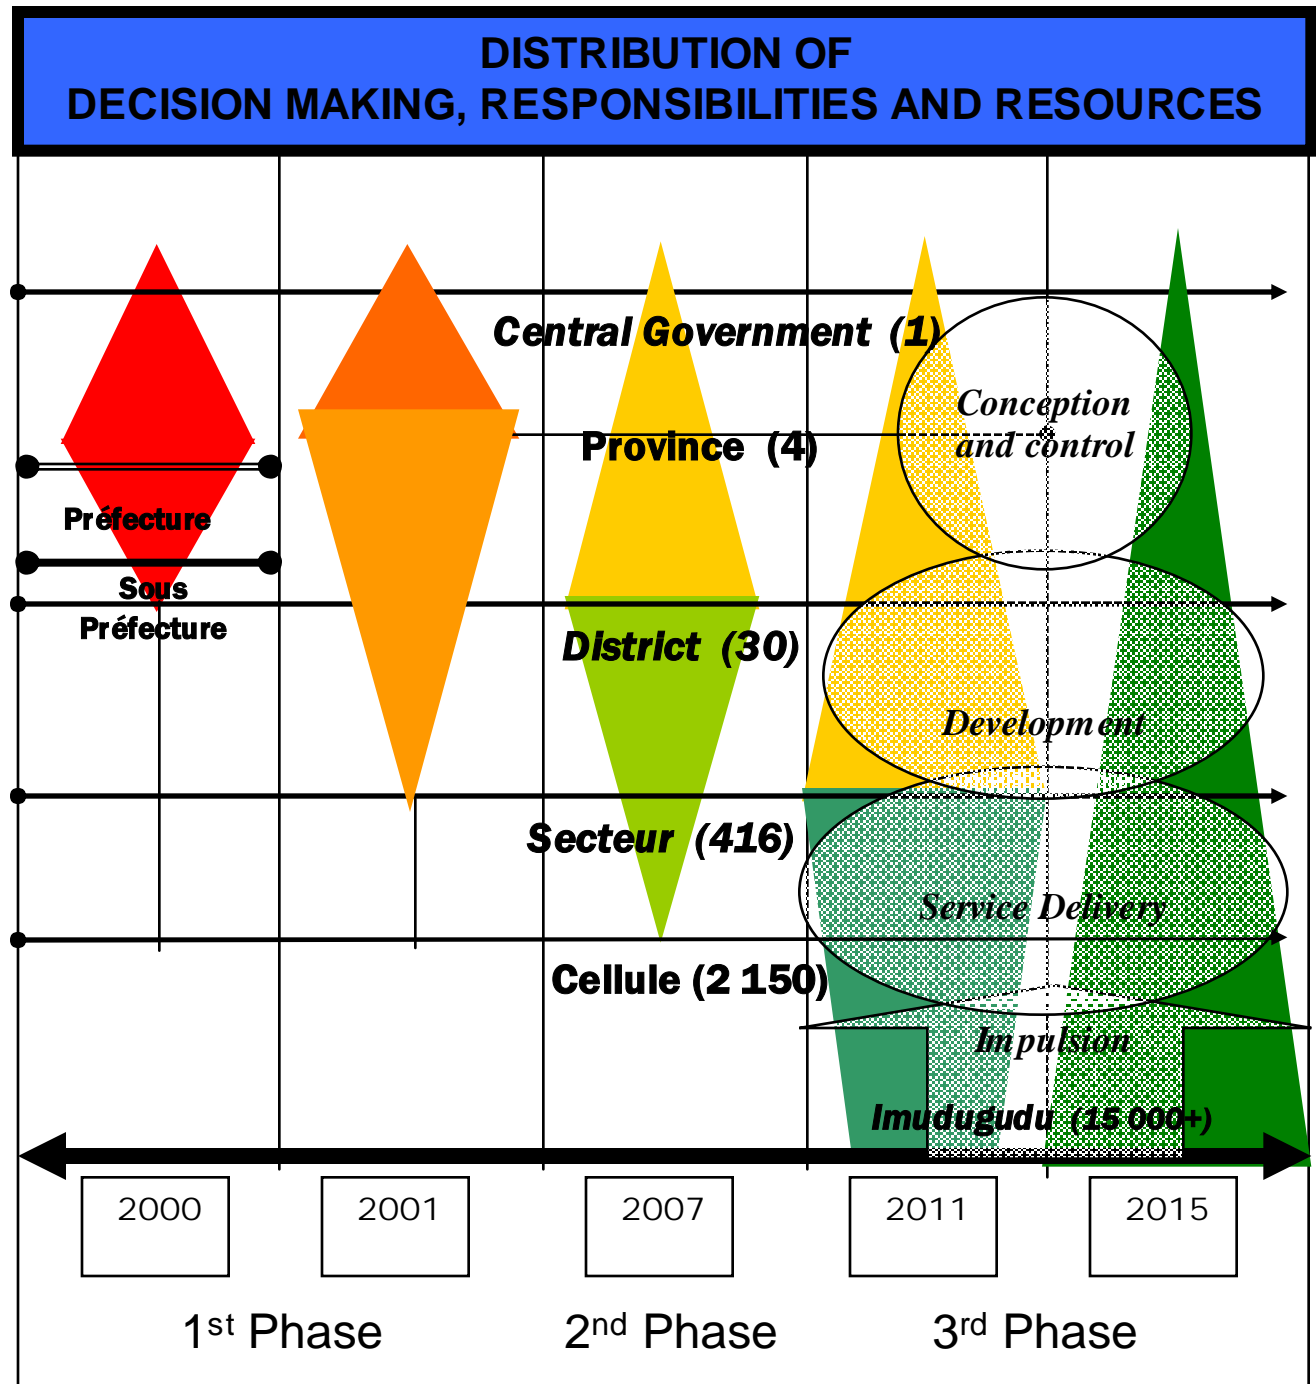 DISTRIBUTION OF
DECISION MAKING, RESPONSIBILITIES AND RESOURCES
Central Government (1)
Conception
and control
Province (4)
Préfecture
Sous
Préfecture
District (30)
Development
Secteur (416)
Service Delivery
Cellule (2 150)
Impulsion
Imudugudu (15 000+)
2000
2001
2007
2011
2015
1st Phase
2nd Phase
3rd Phase